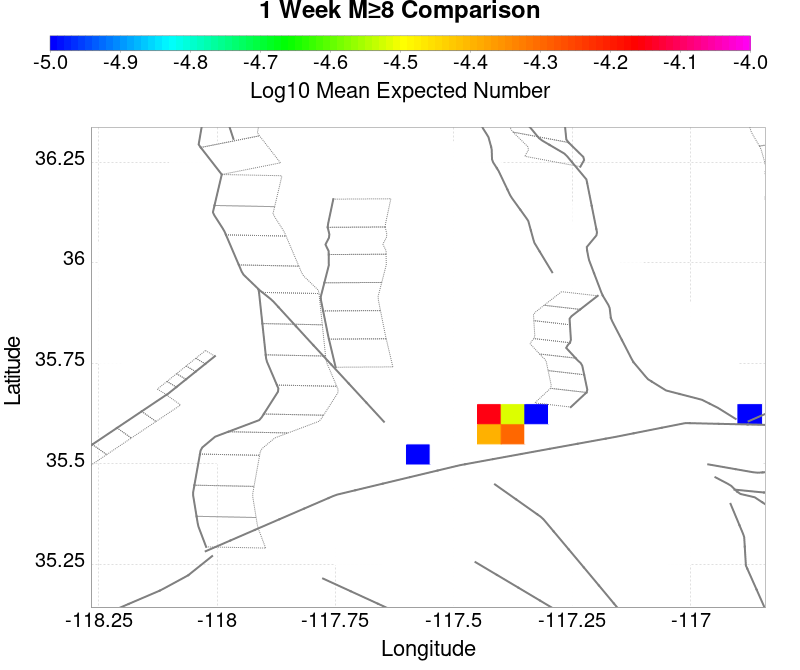 1 Week M≥8 Comparison
-5.0 -4.9 -4.8 -4.7 -4.6 -4.5 -4.4 -4.3 -4.2 -4.1 -4.0
Log10 Mean Expected Number
36.25
36
35.75
35.5
35.25
Latitude
-118.25 -118 -117.75 -117.5 -117.25 -117
Longitude